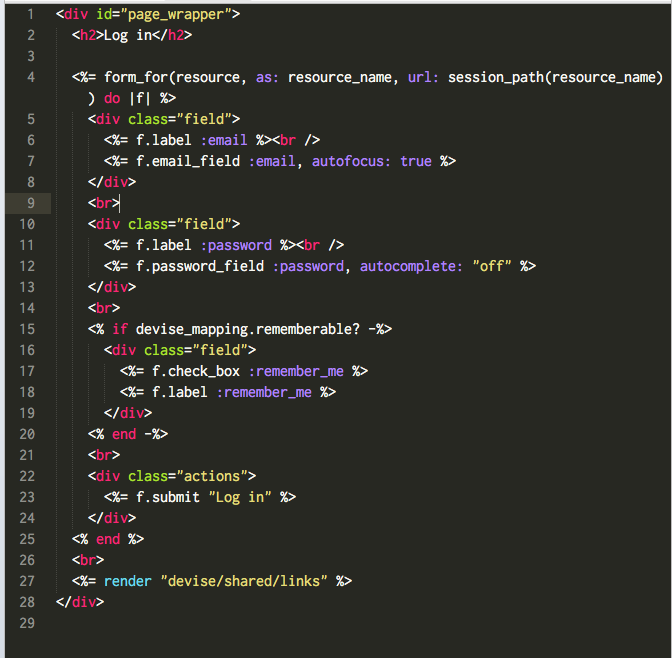 1 <div id="page_wrapper">
2   <h2>Log in</h2>
3
4   <%= form_for(resource, as: resource_name, url: session_path(resource_name)
    ) do |f| %>
5     <div class="field">
6       <%= f.label :email %><br />
7       <%= f.email_field :email, autofocus: true %>
8     </div>
9     <br>
10     <div class="field">
11       <%= f.label :password %><br />
12       <%= f.password_field :password, autocomplete: "off" %>
13     </div>
14     <br>
15     <% if devise_mapping.rememberable? -%>
16       <div class="field">
17         <%= f.check_box :remember_me %>
18         <%= f.label :remember_me %>
19       </div>
20     <% end -%>
21     <br>
22     <div class="actions">
23       <%= f.submit "Log in" %>
24     </div>
25   <% end %>
26   <br>
27   <%= render "devise/shared/links" %>
28 </div>
29